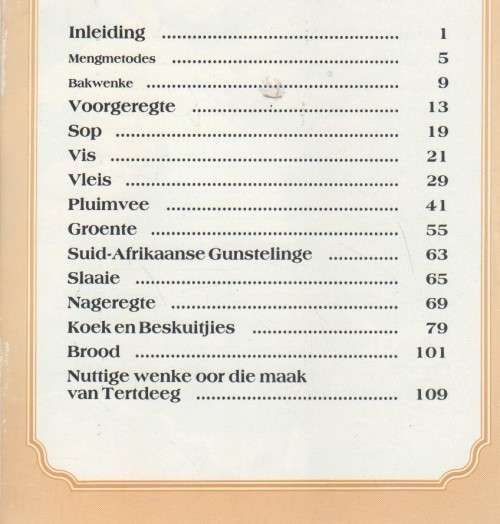 Inleiding ........................................ 1
Mengmetodes ...................................... 5
Bakwenke ........................................... 9
Voorgeregte ................................... 13
Sop ................................................ 19
Vis ................................................. 21
Vleis .............................................. 29
Pluimvee ....................................... 41
Groente .......................................... 55
Suid-Afrikaanse Gunstelinge ............. 63
Slaaie ............................................. 65
Nageregte ...................................... 69
Koek en Beskuitjies ........................ 79
Brood ............................................ 101
Nuttige wenke oor die maak
van Tertdeeg .................................. 109